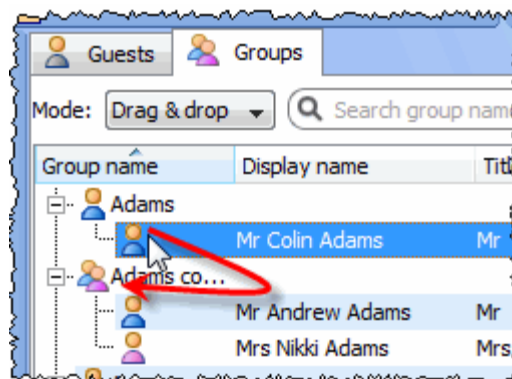 Guests Groups
Mode: Drag & drop Search group nam
Group name Display name Titl
Adams
Mr Colin Adams Mr
Adams co...
Mr Andrew Adams Mr
Mrs Nikki Adams Mrs